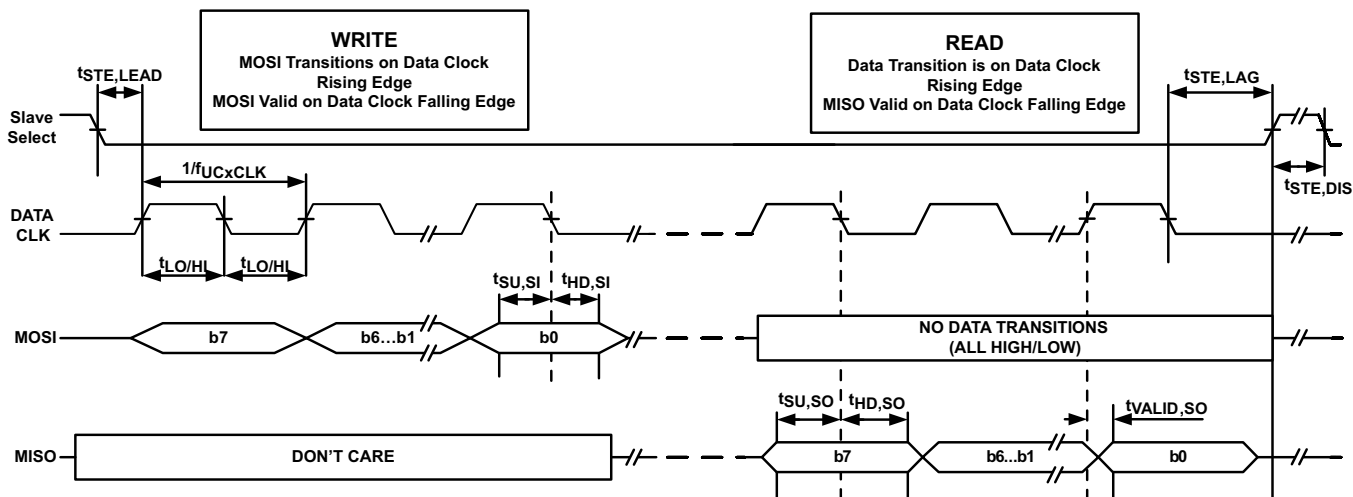 WRITE
MOSI Transitions on Data Clock
Rising Edge
MOSI Valid on Data Clock Falling Edge
READ
Data Transition is on Data Clock
Rising Edge
MISO Valid on Data Clock Falling Edge
tSTE,LEAD
tSTE,LAG
Slave
Select
tSTE,DIS
1/fUCxCLK
DATA
CLK
tLO/HI
tLO/HI
tSU,SI
tHD,SI
MOSI
b7
b6...b1
b0
NO DATA TRANSITIONS
(ALL HIGH/LOW)
tSU,SO
tHD,SO
tVALID,SO
MISO
DON'T CARE
b7
b6...b1
b0